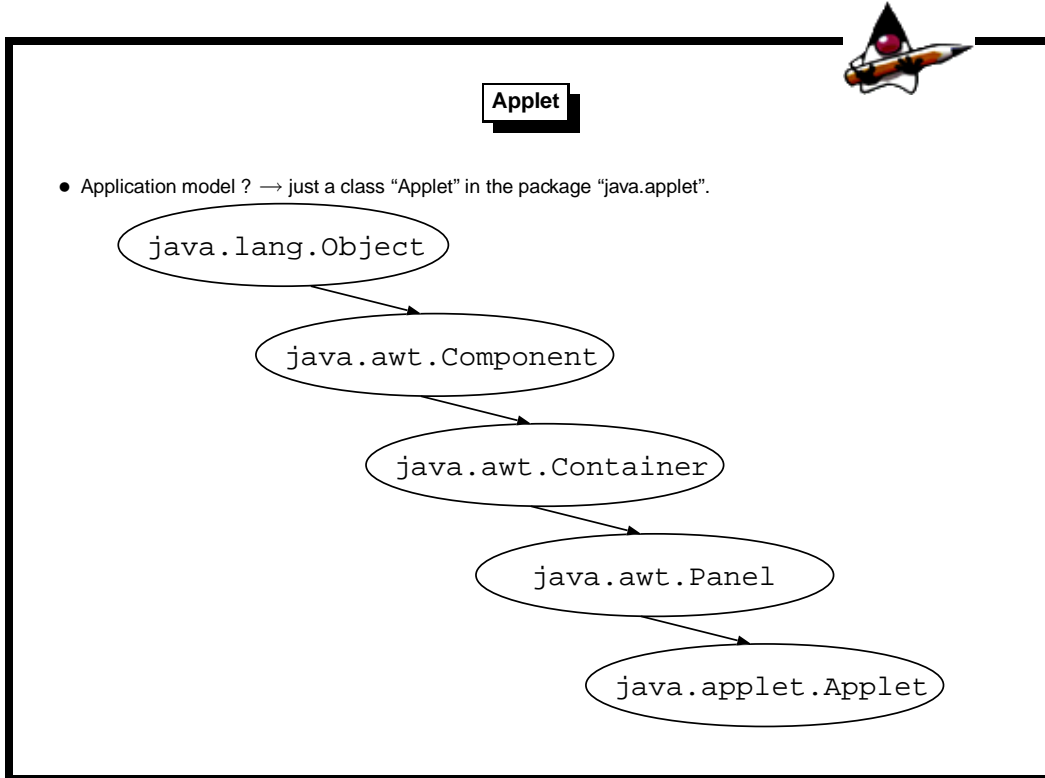 Applet
● Application model ? → just a class “Applet” in the package “java.applet”.
java.lang.Object
java.awt.Component
java.awt.Container
java.awt.Panel
java.applet.Applet